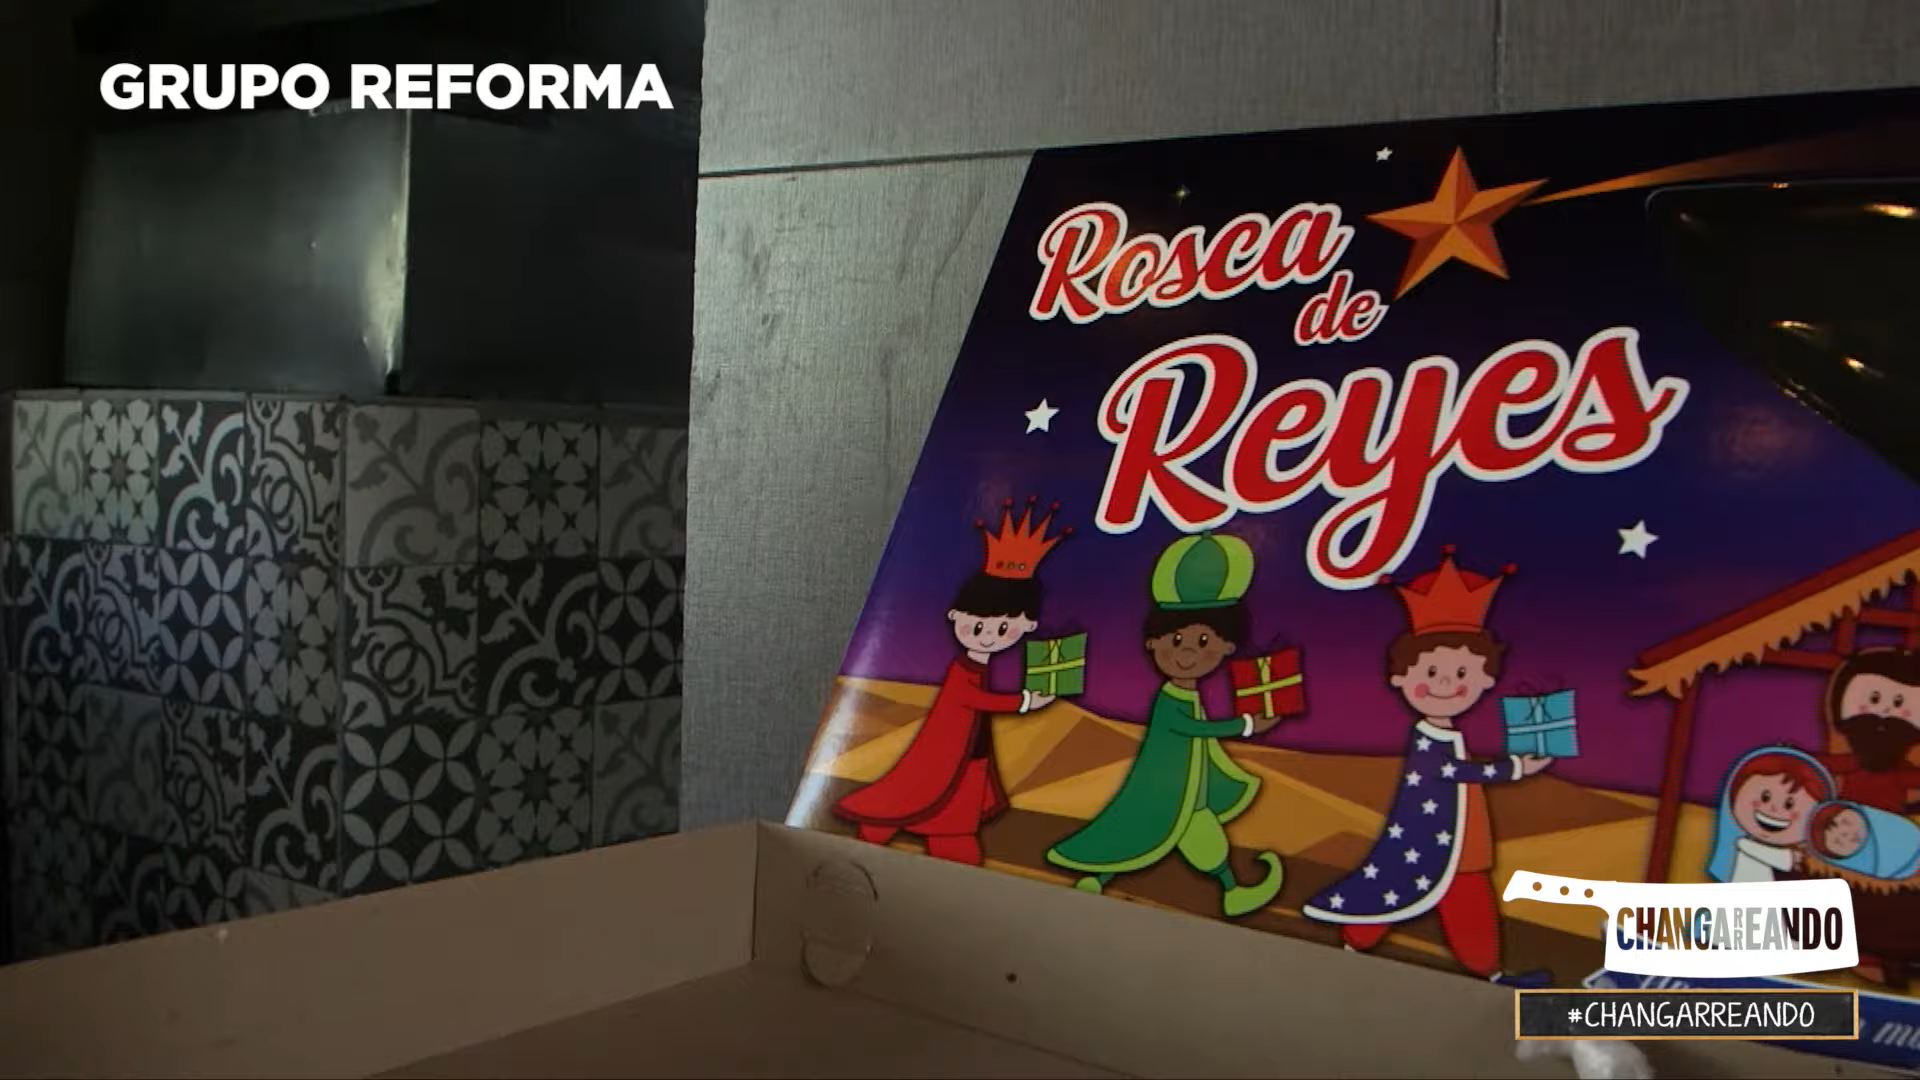 GRUPO REFORMA
Rosca
de
Reyes
CHANGARREANDO
#CHANGARREANDO